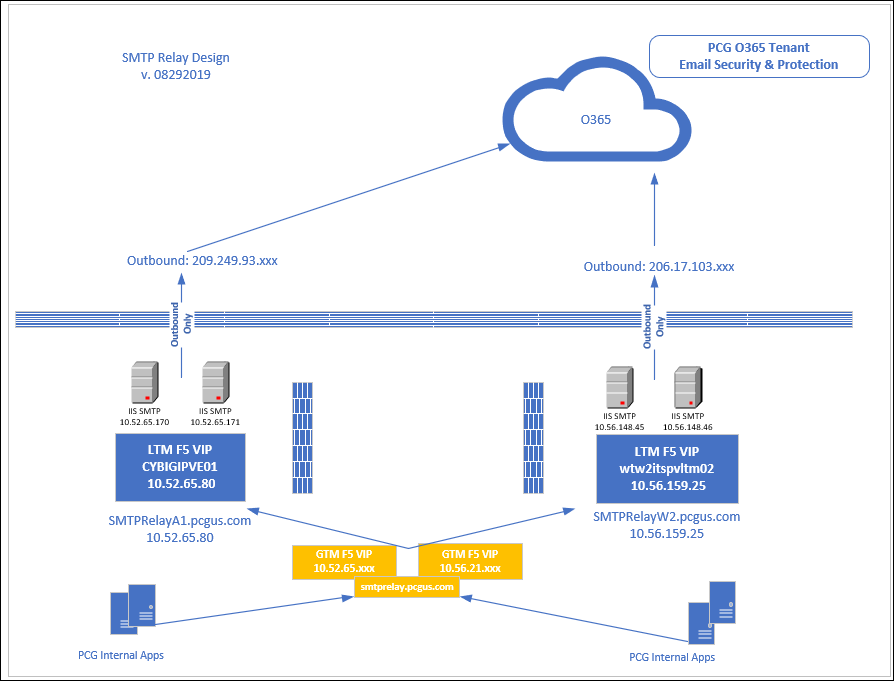 SMTP Relay Design
v. 08292019
PCG O365 Tenant
Email Security & Protection
O365
Outbound: 209.249.93.xxx
Outbound: 206.17.103.xxx
Outbound
Only
Outbound
Only
IIS SMTP
10.52.65.170
IIS SMTP
10.52.65.171
IIS SMTP
10.56.148.45
IIS SMTP
10.56.148.46
LTM F5 VIP
CYBIGIPVE01
10.52.65.80
LTM F5 VIP
wtw2itspvltm02
10.56.159.25
SMTPRelayA1.pcgus.com
10.52.65.80
SMTPRelayW2.pcgus.com
10.56.159.25
GTM F5 VIP
10.52.65.xxx
GTM F5 VIP
10.56.21.xxx
smtprelay.pcgus.com
PCG Internal Apps
PCG Internal Apps